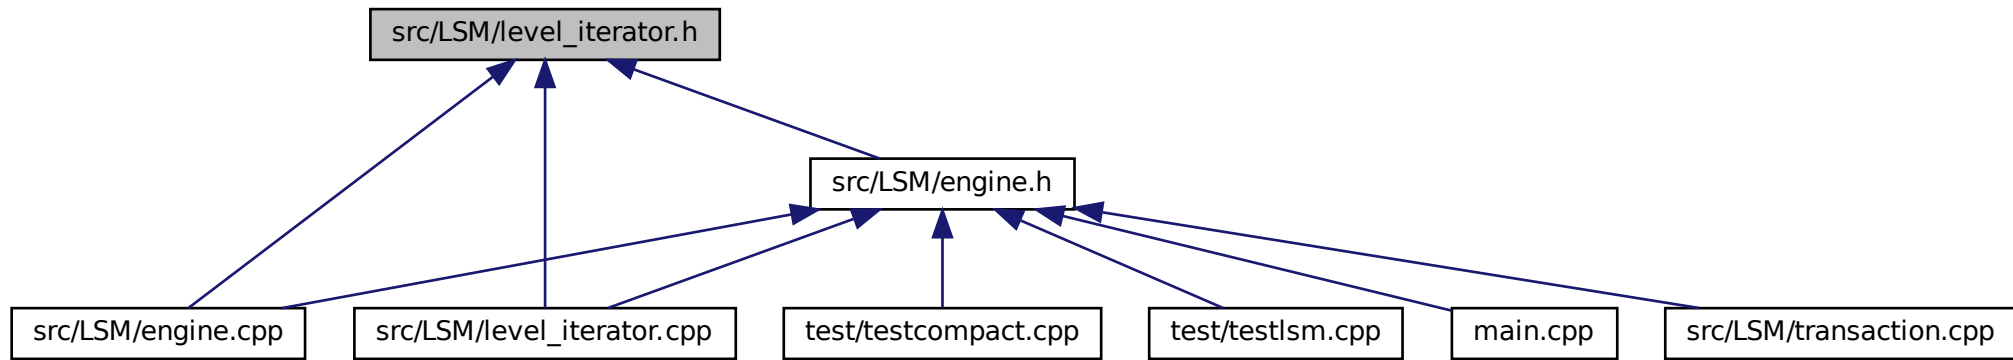 src/LSM/level_iterator.h
src/LSM/engine.h
src/LSM/engine.cpp
src/LSM/level_iterator.cpp
test/testcompact.cpp
test/testlsm.cpp
main.cpp
src/LSM/transaction.cpp